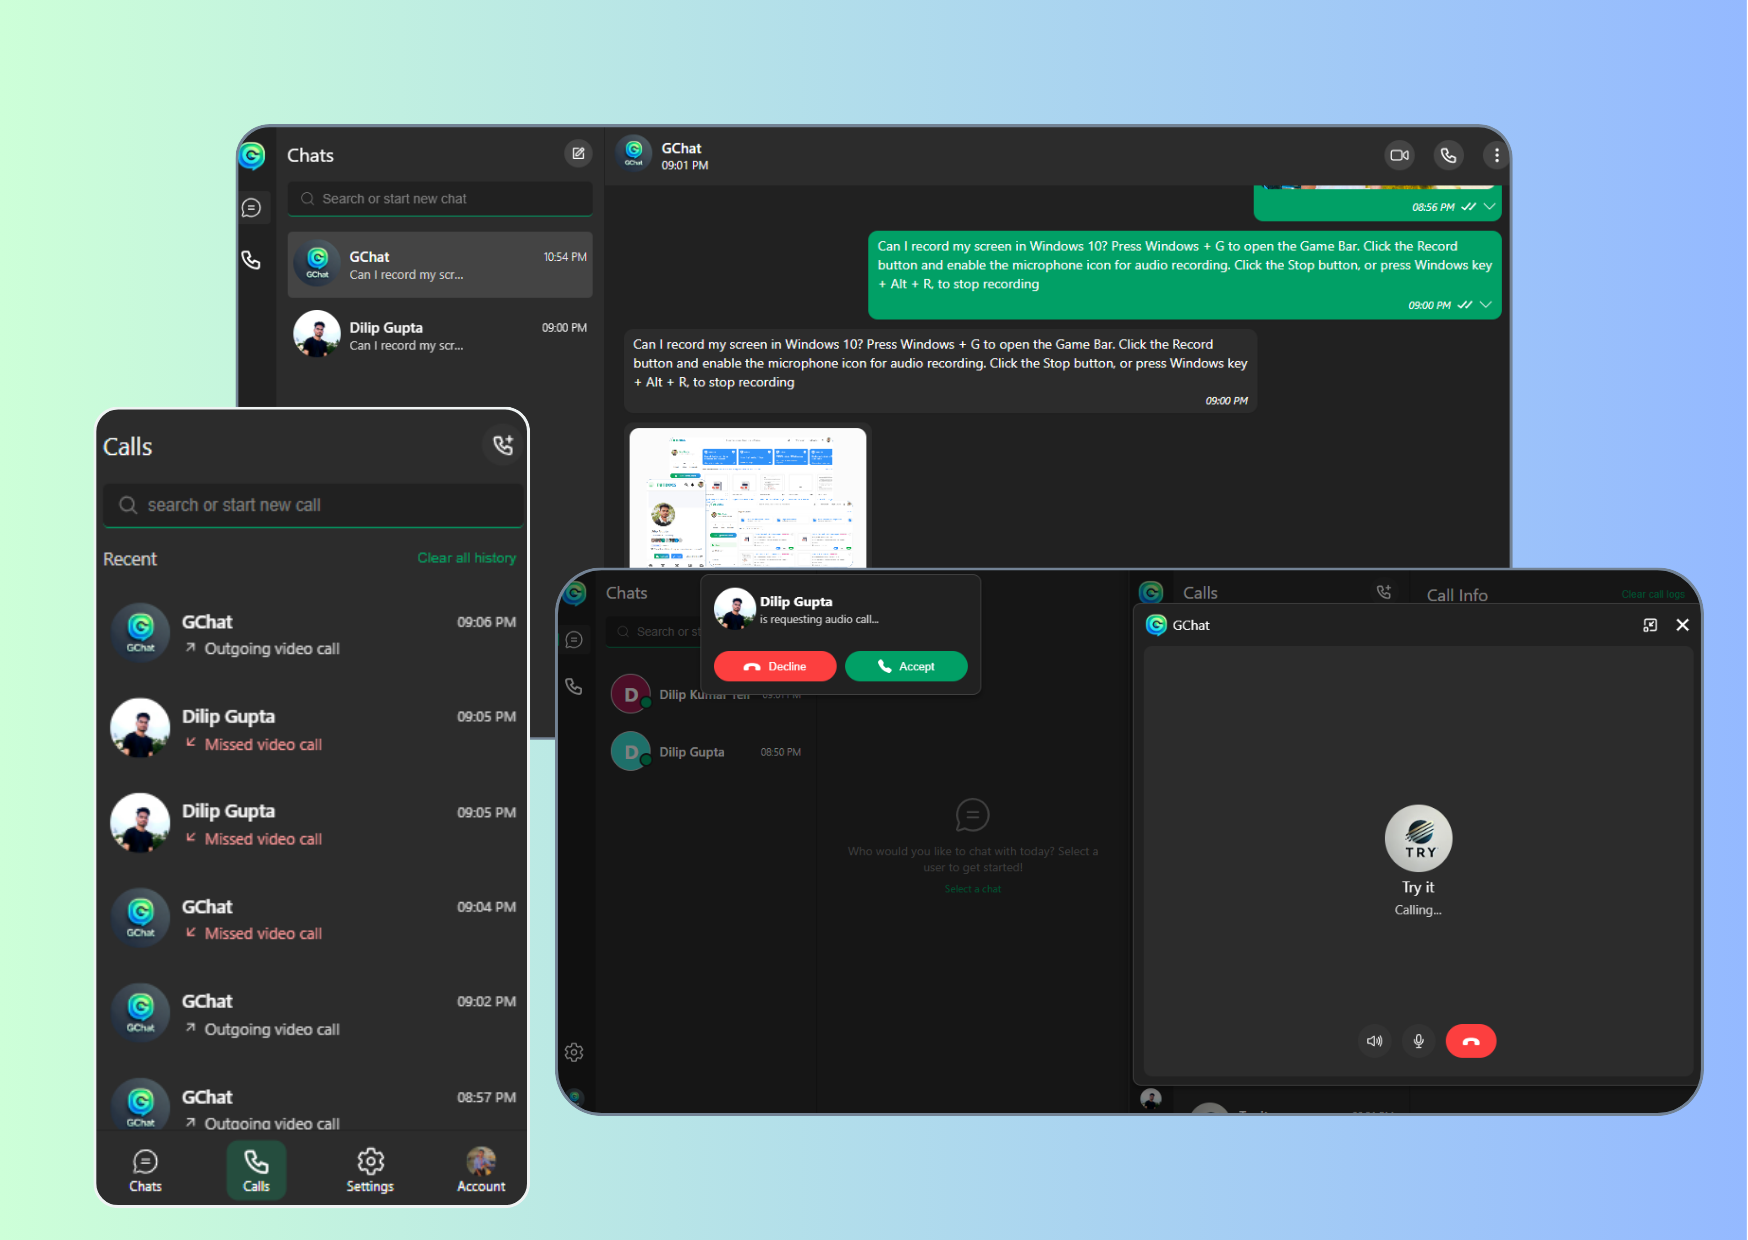 Chats
Search or start new chat
GChat
GChat
10:54 PM
Can I record my scr...
Dilip Gupta
09:00 PM
Can I record my scr...
GChat
GChat
09:01 PM
08:56 PM
Can I record my screen in Windows 10? Press Windows + G to open the Game Bar. Click the Record
button and enable the microphone icon for audio recording. Click the Stop button, or press Windows key
+ Alt + R, to stop recording
09:00 PM
Can I record my screen in Windows 10? Press Windows + G to open the Game Bar. Click the Record
button and enable the microphone icon for audio recording. Click the Stop button, or press Windows key
+ Alt + R, to stop recording
09:00 PM
Calls
search or start new call
Recent
Clear all history
GChat
GChat
09:06 PM
Outgoing video call
Dilip Gupta
09:05 PM
Missed video call
Dilip Gupta
09:05 PM
Missed video call
GChat
GChat
09:04 PM
Missed video call
GChat
GChat
09:02 PM
Outgoing video call
GChat
GChat
08:57 PM
Outgoing video call
Chats
Calls
Settings
Account
Chats
Search or st
Dilip Gupta
is requesting audio call...
Decline
Accept
D
Dilip Kumar
D
Dilip Gupta
08:50 PM
Who would you like to chat with today? Select a
user to get started!
Select a chat
Calls
Call Info
Clear call logs
GChat
TRY
Try it
Calling...